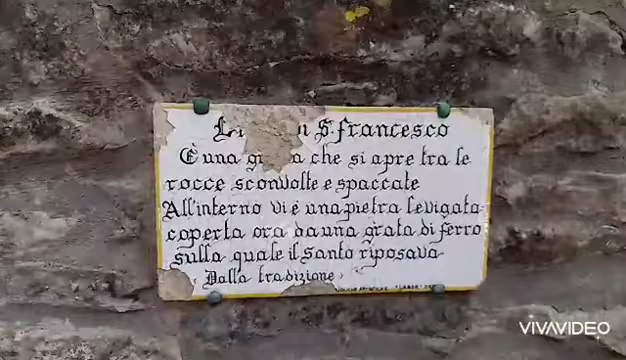 S. Francesco
È una che si apre tra le
rocce sconvolte e spaccate
All'interno vi è una pietra levigata
coperta ora da una grata di ferro
sulla quale il Santo riposava
Dalla tradizione
VIVAVIDEO